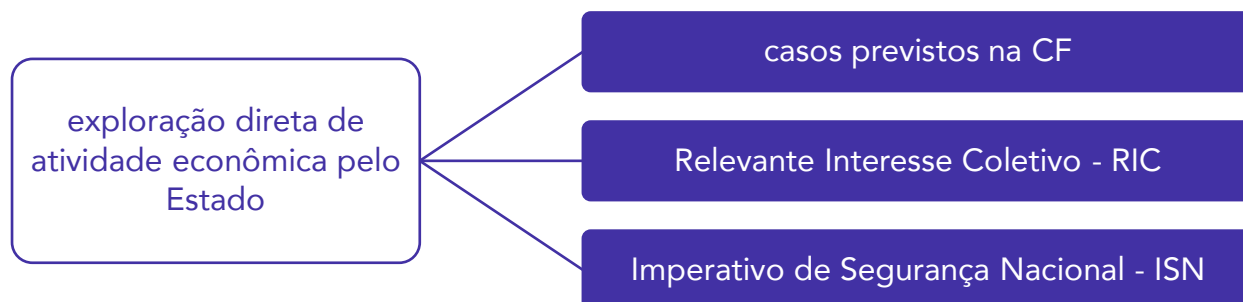 exploração direta de
atividade econômica pelo
Estado
casos previstos na CF
Relevante Interesse Coletivo - RIC
Imperativo de Segurança Nacional - ISN